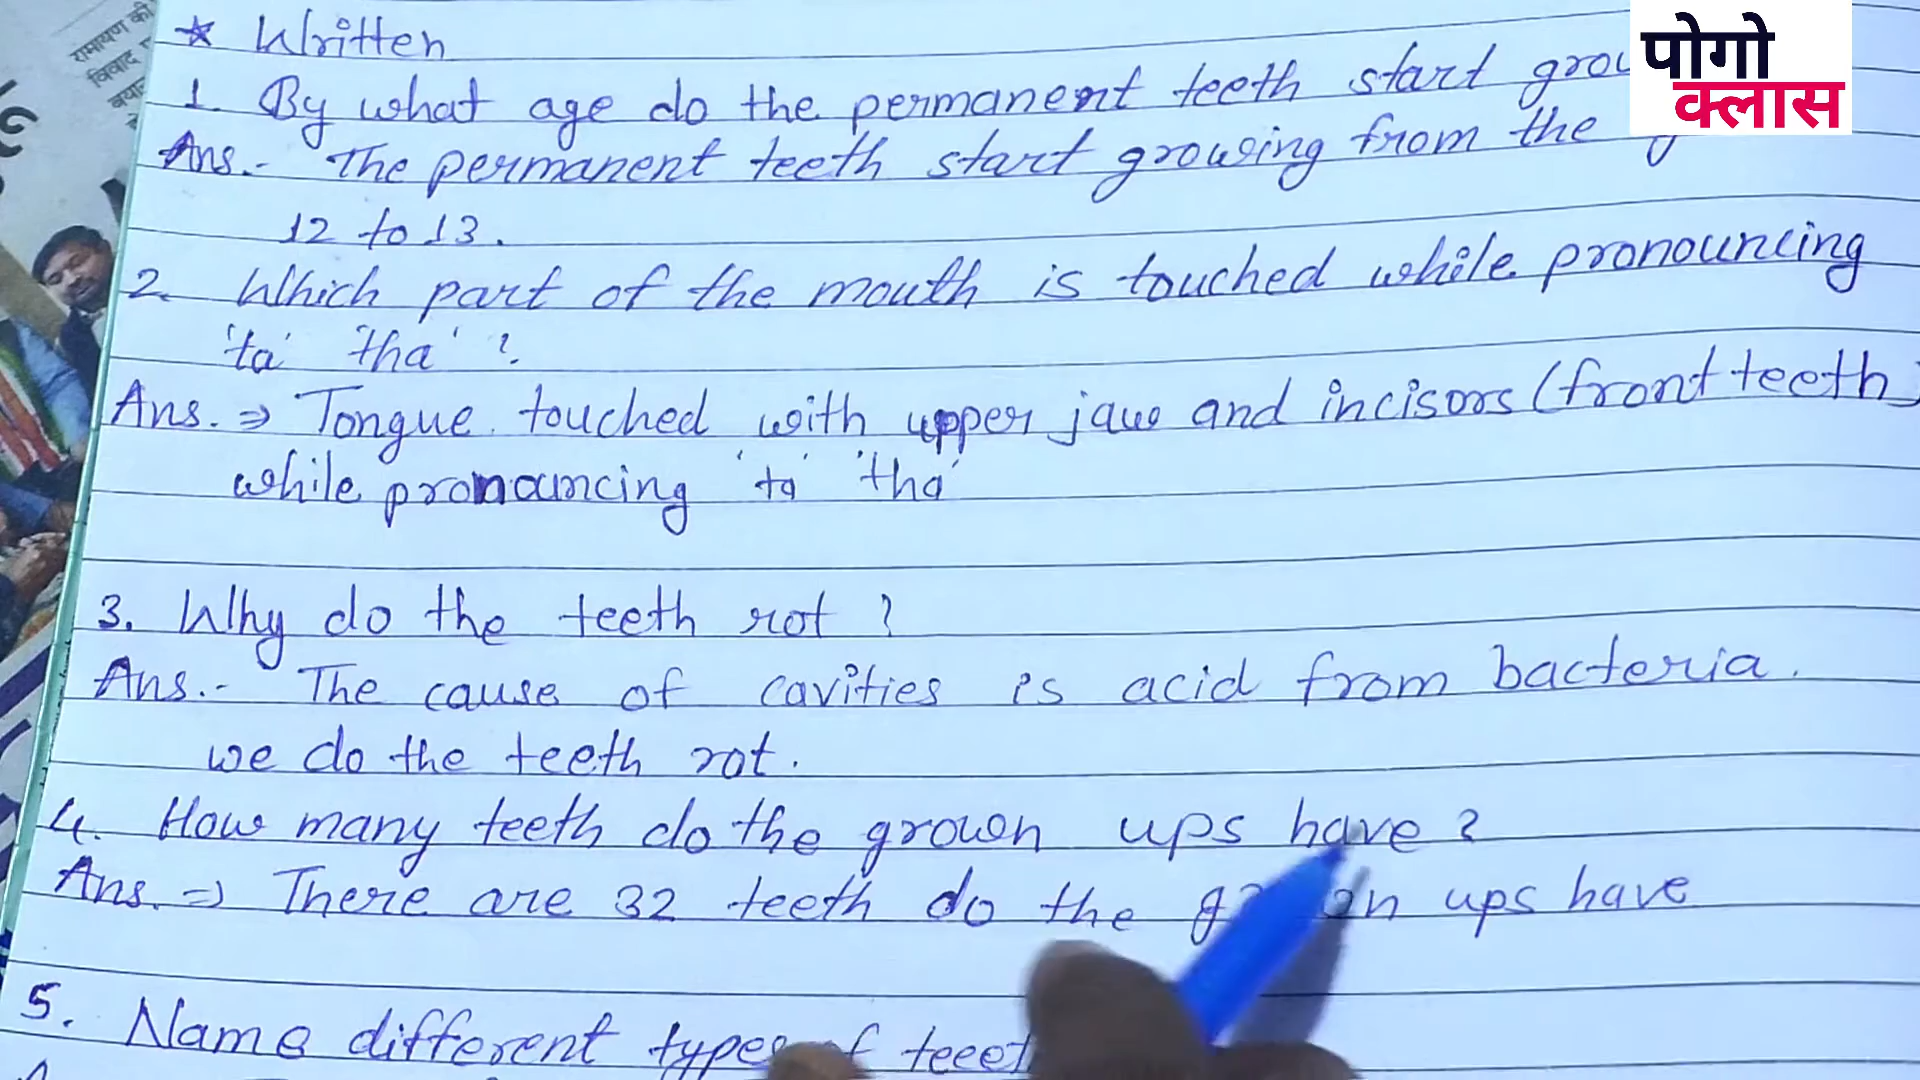 रामायण की
विवाद
पोगो
क्लास
* Written
1. By what age do the permanent teeth start
Ans.- The permanent teeth start growing from the
12 to 13.
2. Which part of the mouth is touched while pronouncing
'ta' 'tha' ?
Ans. ⇒ Tongue touched with upper jaw and incisors (front teeth)
while pronouncing 'ta' 'tha'
3. Why do the teeth rot ?
Ans.- The cause of cavities is acid from bacteria.
we do the teeth rot.
4. How many teeth do the grown ups have ?
Ans. ⇒ There are 32 teeth do the ups have
5. Name different types of